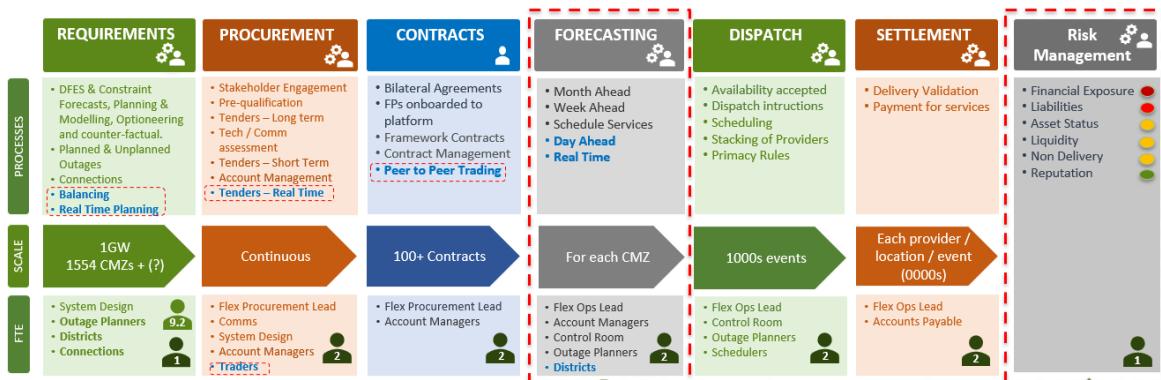 REQUIREMENTS
PROCUREMENT
CONTRACTS
FORECASTING
DISPATCH
SETTLEMENT
Risk
Management
PROCESSES
• DFES & Constraint
Forecasts, Planning &
Modelling, Optioneering
and counter-factual.
• Planned & Unplanned
Outages
• Connections
• Balancing
• Real Time Planning
• Stakeholder Engagement
• Pre-qualification
• Tenders – Long term
• Tech / Comm
assessment
• Tenders – Short Term
• Account Management
• Tenders – Real Time
• Bilateral Agreements
• FPs onboarded to
platform
• Framework Contracts
• Contract Management
• Peer to Peer Trading
• Month Ahead
• Week Ahead
• Schedule Services
• Day Ahead
• Real Time
• Availability accepted
• Dispatch intructions
• Scheduling
• Stacking of Providers
• Primacy Rules
• Delivery Validation
• Payment for services
• Financial Exposure
• Liabilities
• Asset Status
• Liquidity
• Non Delivery
• Reputation
SCALE
1GW
1554 CMZs + (?)
Continuous
100+ Contracts
For each CMZ
1000s events
Each provider /
location / event
(0000s)
FTE
• System Design
• Outage Planners
• Districts
• Connections
9.2
1
• Flex Procurement Lead
• Comms
• System Design
• Account Managers
• Traders
2
• Flex Procurement Lead
• Account Managers
2
• Flex Ops Lead
• Account Managers
• Control Room
• Outage Planners
• Districts
2
• Flex Ops Lead
• Control Room
• Outage Planners
• Schedulers
2
• Flex Ops Lead
• Accounts Payable
2
1